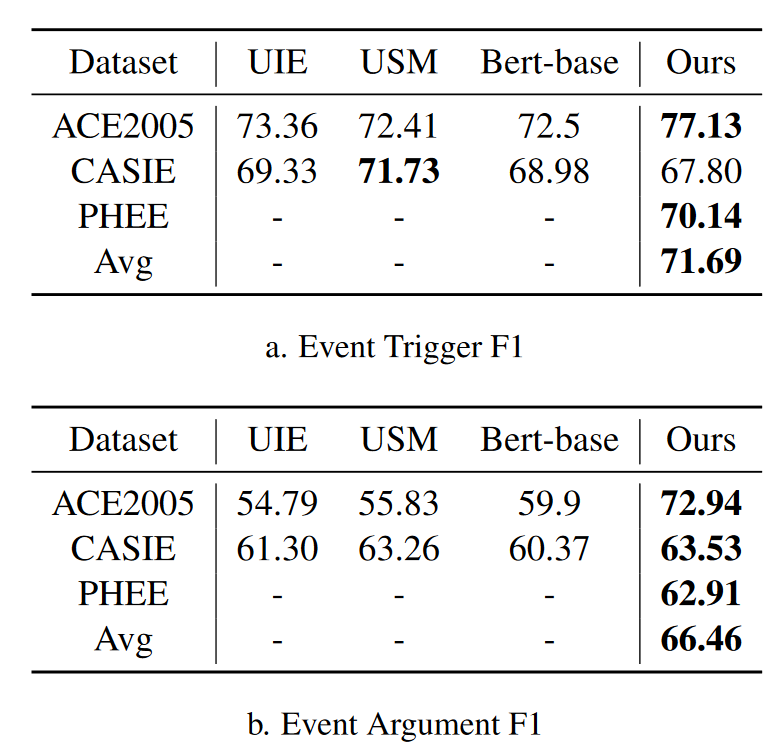 Dataset UIE USM Bert-base Ours
ACE2005 73.36 72.41 72.5 77.13
CASIE 69.33 71.73 68.98 67.80
PHEE - - - 70.14
Avg - - - 71.69
a. Event Trigger F1
Dataset UIE USM Bert-base Ours
ACE2005 54.79 55.83 59.9 72.94
CASIE 61.30 63.26 60.37 63.53
PHEE - - - 62.91
Avg - - - 66.46
b. Event Argument F1